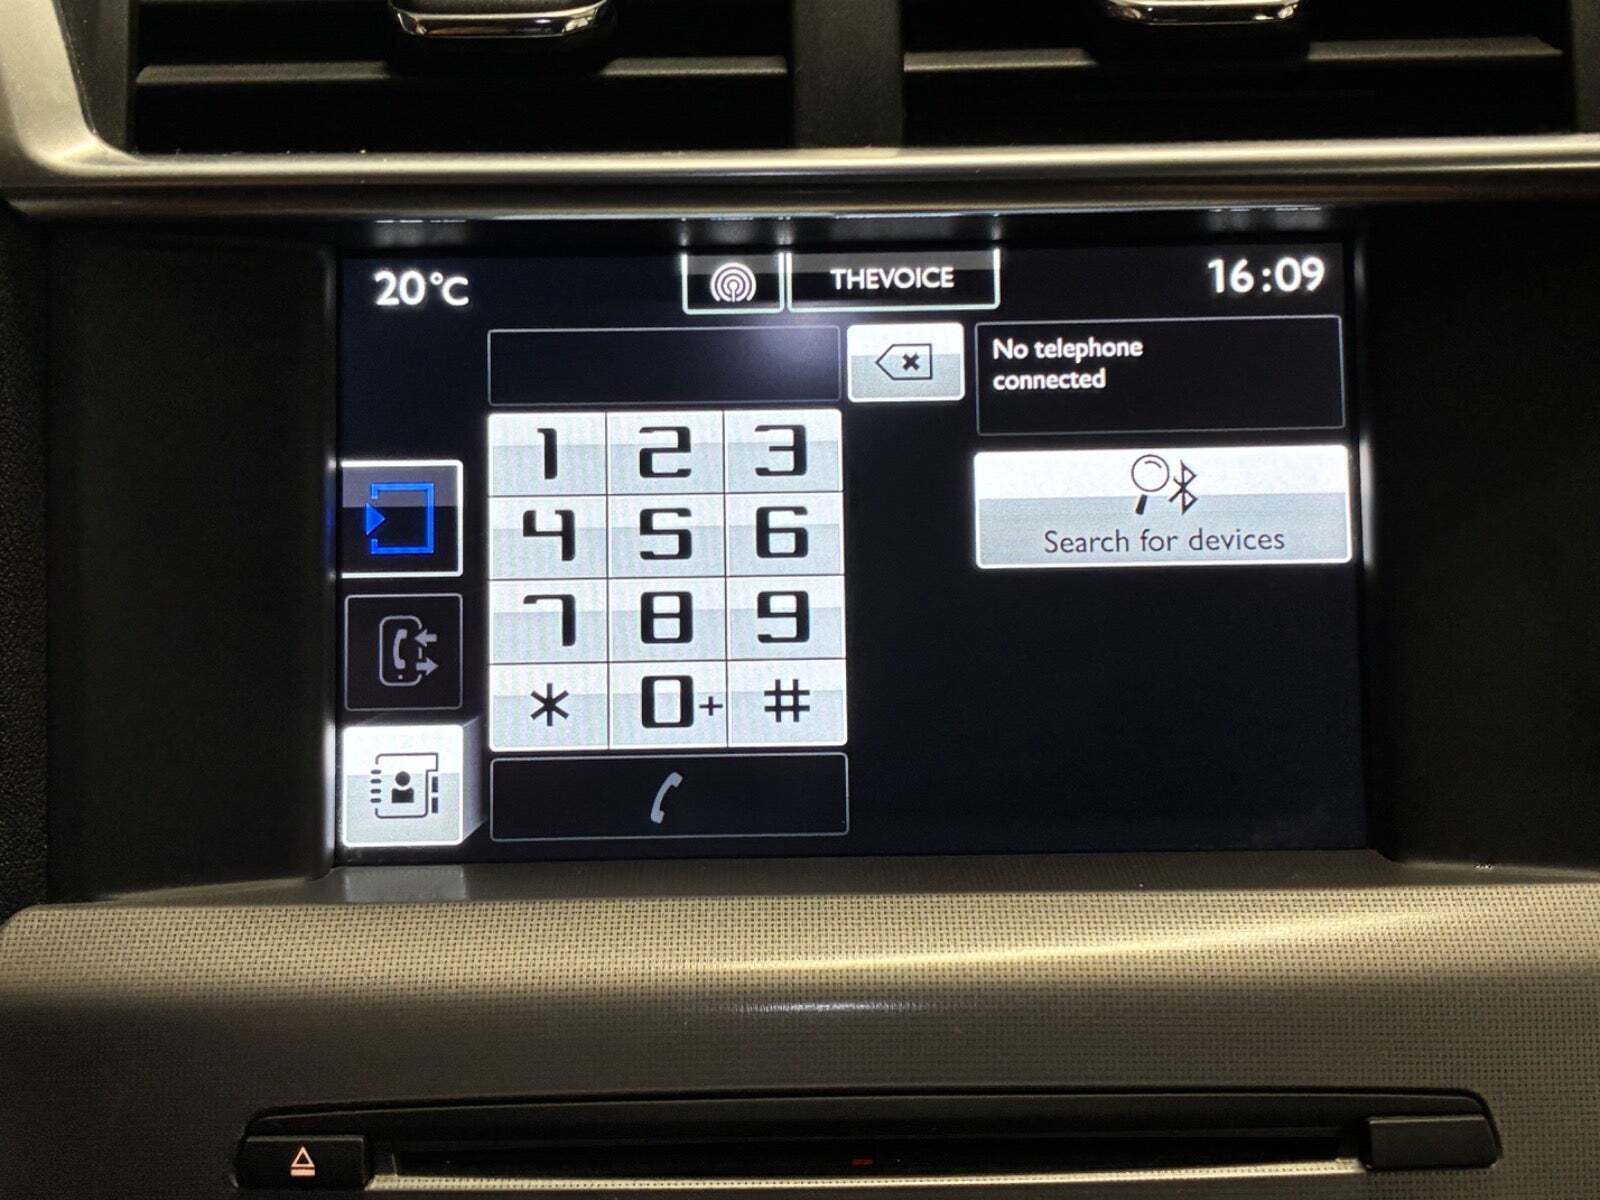 20°C
THEVOICE
16:09
No telephone
connected
1 2 3
4 5 6
7 8 9
* 0+ #
Search for devices